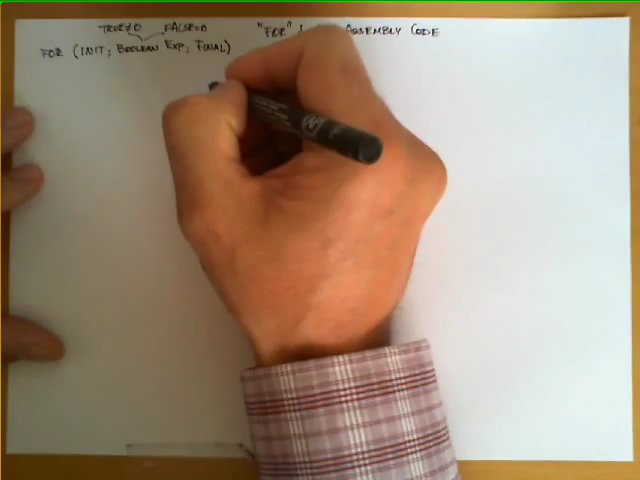 TRUE≠0 FALSE=0
"FOR" ASSEMBLY CODE
FOR (INIT; BOOLEAN EXP; FINAL)